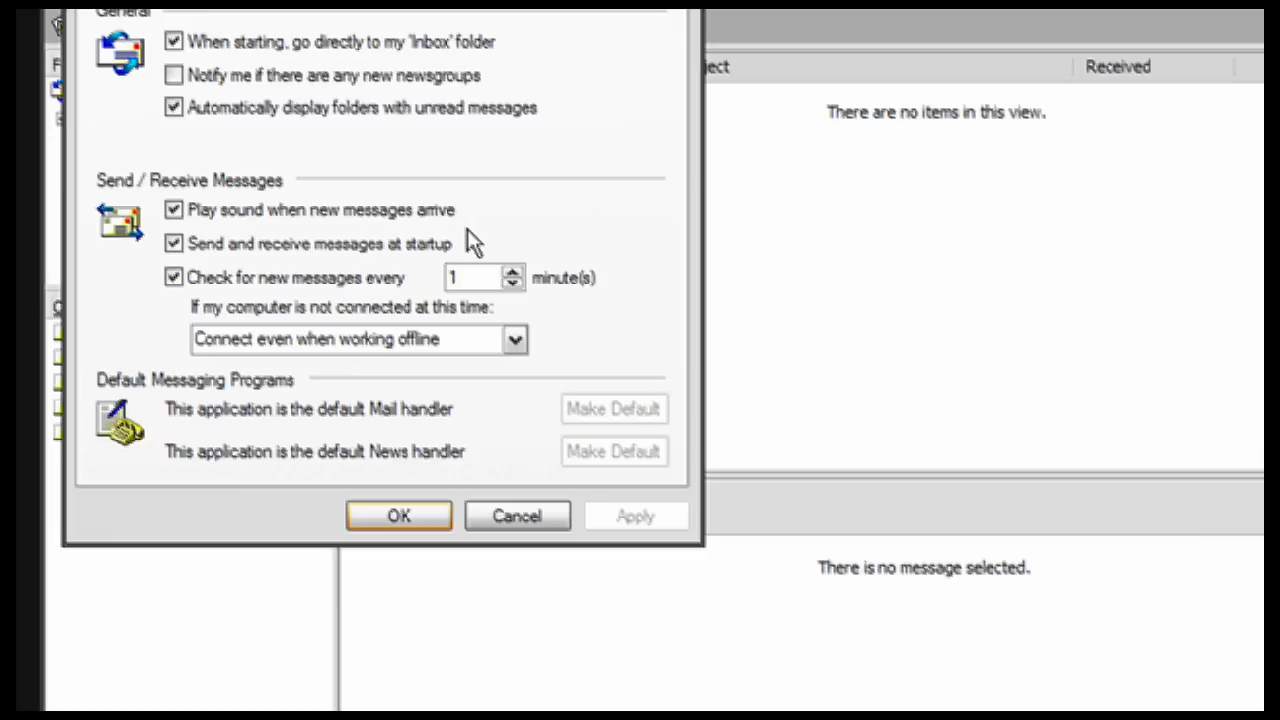 General
When starting, go directly to my 'Inbox' folder
Notify me if there are any new newsgroups
Automatically display folders with unread messages
Send / Receive Messages
Play sound when new messages arrive
Send and receive messages at startup
Check for new messages every 1 minute(s)
If my computer is not connected at this time:
Connect even when working offline
Default Messaging Programs
This application is the default Mail handler Make Default
This application is the default News handler Make Default
OK Cancel Apply
Received
There are no items in this view.
There is no message selected.